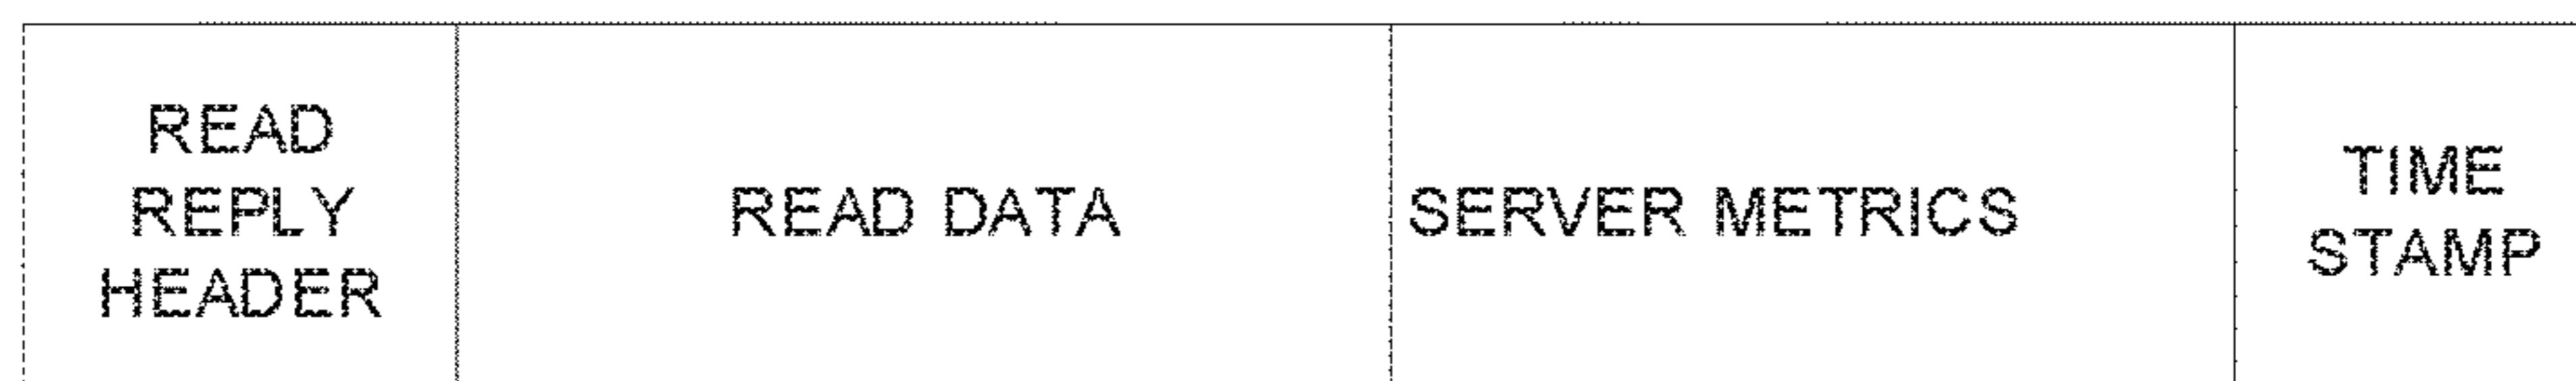 READ
REPLY
HEADER
READ DATA
SERVER METRICS
TIME
STAMP